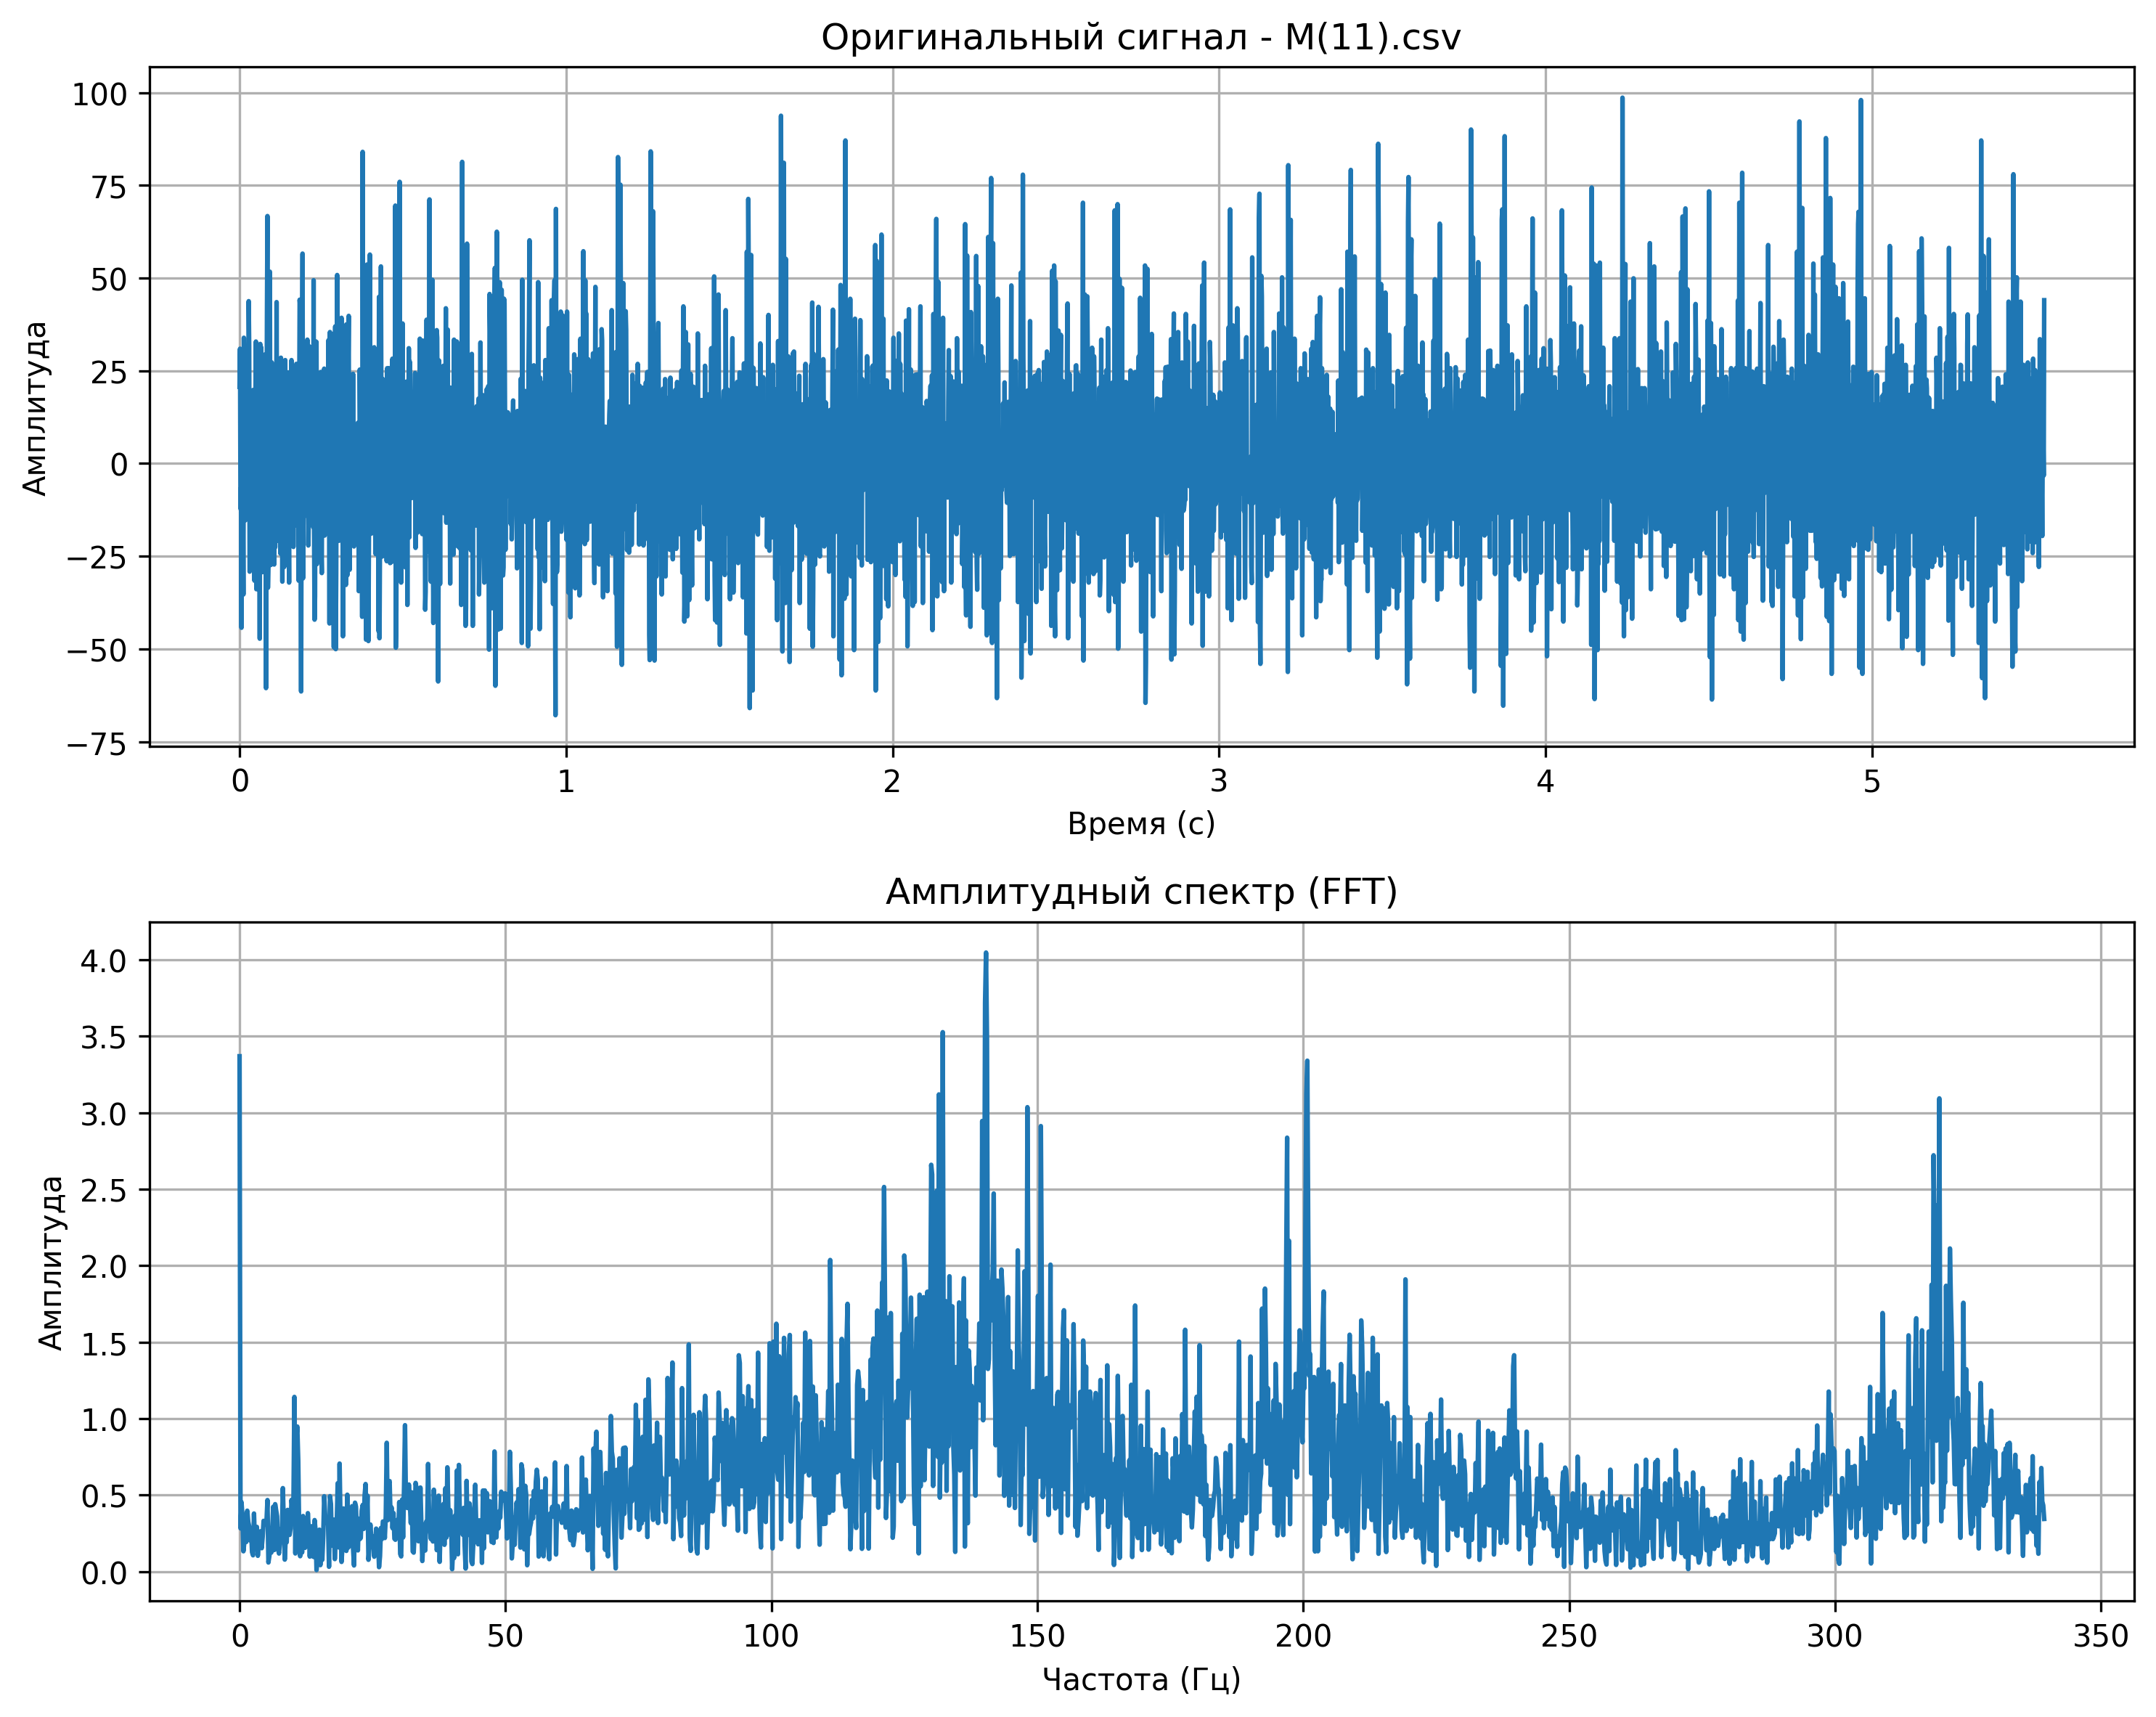 Оригинальный сигнал - M(11).csv
100
75
50
25
0
−25
−50
−75
Амплитуда
0 1 2 3 4 5
Время (с)
Амплитудный спектр (FFT)
4.0
3.5
3.0
2.5
2.0
1.5
1.0
0.5
0.0
Амплитуда
0 50 100 150 200 250 300 350
Частота (Гц)